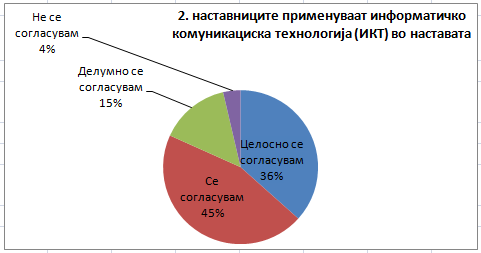 2. наставниците применуваат информатичко
комуникациска технологија (ИКТ) во наставата
Не се
согласувам
4%
Делумно се
согласувам
15%
Целосно се
согласувам
36%
Се
согласувам
45%